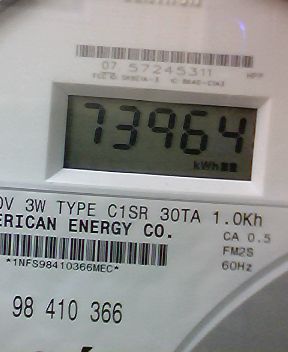 07 57245311 HPP
73964
kWh
0V 3W TYPE C1SR 30TA 1.0Kh
ERICAN ENERGY CO.
CA 0.5
FM2S
60Hz
*1NFS98410366MEC*
98 410 366